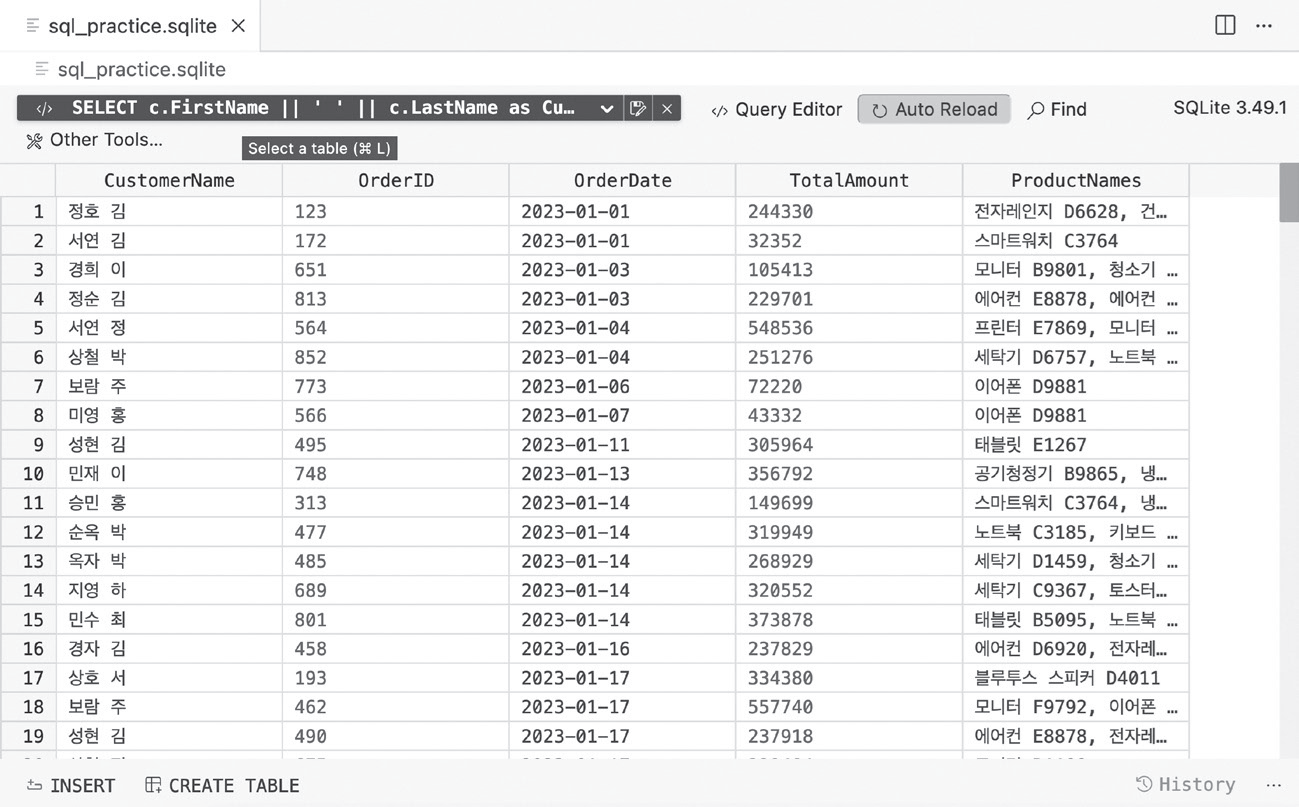 sql_practice.sqlite
sql_practice.sqlite
SELECT c.FirstName || ' ' || c.LastName as Cu… Query Editor Auto Reload Find SQLite 3.49.1
Other Tools...
Select a table (⌘ L)
CustomerName OrderID OrderDate TotalAmount ProductNames
1 정호 김 123 2023-01-01 244330 전자레인지 D6628, 건…
2 서연 김 172 2023-01-01 32352 스마트워치 C3764
3 경희 이 651 2023-01-03 105413 모니터 B9801, 청소기 …
4 정순 김 813 2023-01-03 229701 에어컨 E8878, 에어컨 …
5 서연 정 564 2023-01-04 548536 프린터 E7869, 모니터 …
6 상철 박 852 2023-01-04 251276 세탁기 D6757, 노트북 …
7 보람 주 773 2023-01-06 72220 이어폰 D9881
8 미영 홍 566 2023-01-07 43332 이어폰 D9881
9 성현 김 495 2023-01-11 305964 태블릿 E1267
10 민재 이 748 2023-01-13 356792 공기청정기 B9865, 냉…
11 승민 홍 313 2023-01-14 149699 스마트워치 C3764, 냉…
12 순옥 박 477 2023-01-14 319949 노트북 C3185, 키보드 …
13 옥자 박 485 2023-01-14 268929 세탁기 D1459, 청소기 …
14 지영 하 689 2023-01-14 320552 세탁기 C9367, 토스터…
15 민수 최 801 2023-01-14 373878 태블릿 B5095, 노트북 …
16 경자 김 458 2023-01-16 237829 에어컨 D6920, 전자레…
17 상호 서 193 2023-01-17 334380 블루투스 스피커 D4011
18 보람 주 462 2023-01-17 557740 모니터 F9792, 이어폰 …
19 성현 김 490 2023-01-17 237918 에어컨 E8878, 전자레…
INSERT CREATE TABLE History